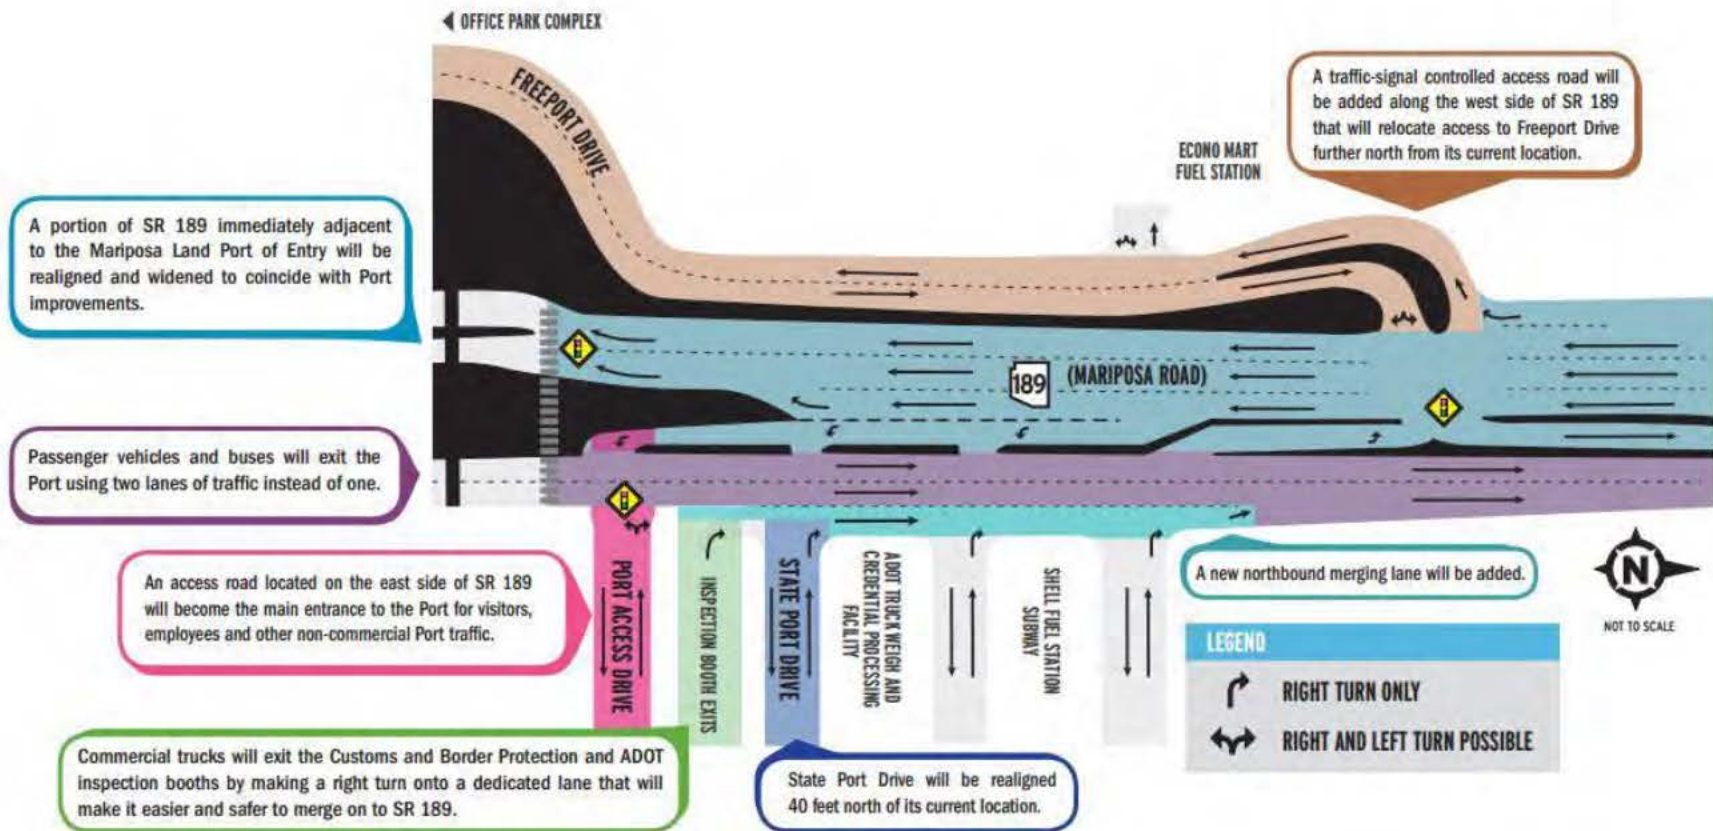 OFFICE PARK COMPLEX
FREEPORT DRIVE
A traffic-signal controlled access road will
be added along the west side of SR 189
that will relocate access to Freeport Drive
further north from its current location.
ECONO MART
FUEL STATION
A portion of SR 189 immediately adjacent
to the Mariposa Land Port of Entry will be
realigned and widened to coincide with Port
improvements.
189
(MARIPOSA ROAD)
Passenger vehicles and buses will exit the
Port using two lanes of traffic instead of one.
An access road located on the east side of SR 189
will become the main entrance to the Port for visitors,
employees and other non-commercial Port traffic.
PORT ACCESS DRIVE
INSPECTION BOOTH EXITS
STATE PORT DRIVE
ADOT TRUCK WEIGH AND
CREDENTIAL PROCESSING
FACILITY
SHELL FUEL STATION
SUBWAY
A new northbound merging lane will be added.
N
NOT TO SCALE
LEGEND
RIGHT TURN ONLY
RIGHT AND LEFT TURN POSSIBLE
Commercial trucks will exit the Customs and Border Protection and ADOT
inspection booths by making a right turn onto a dedicated lane that will
make it easier and safer to merge on to SR 189.
State Port Drive will be realigned
40 feet north of its current location.